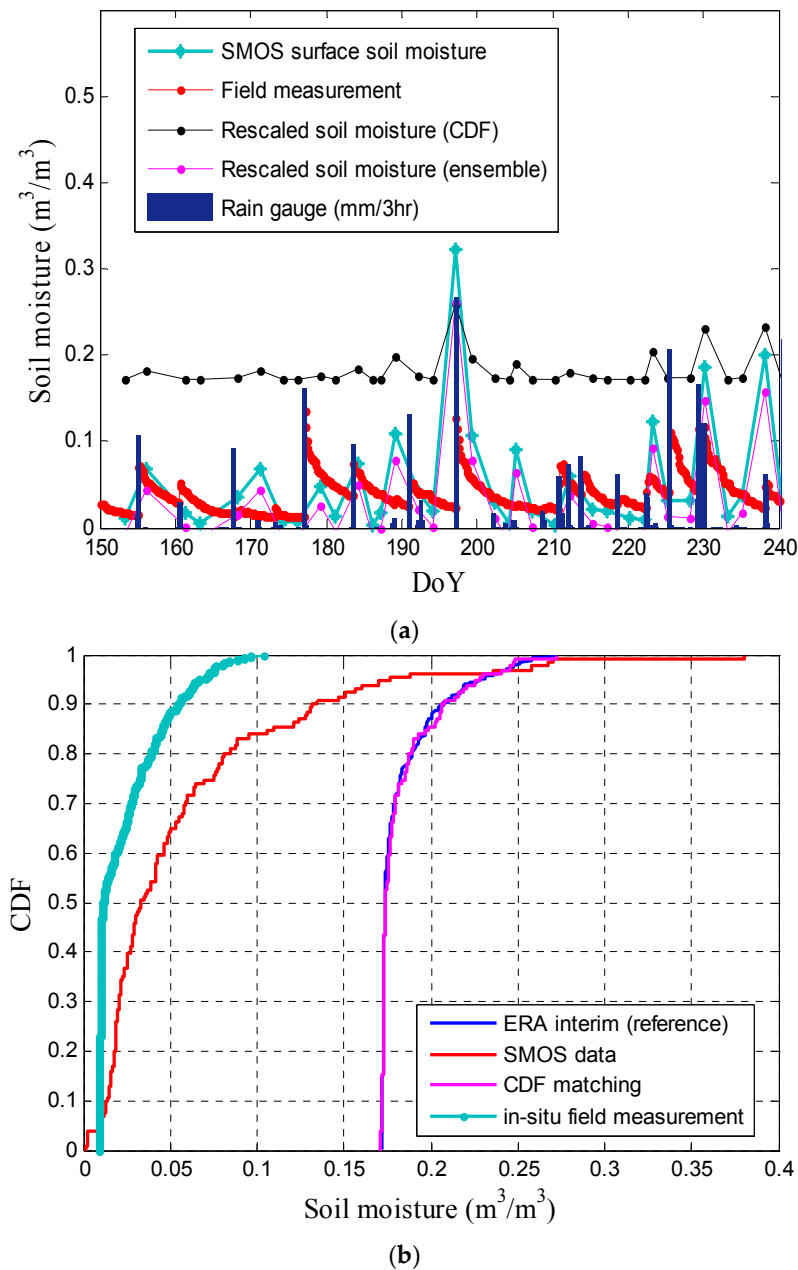 SMOS surface soil moisture
Field measurement
Rescaled soil moisture (CDF)
Rescaled soil moisture (ensemble)
Rain gauge (mm/3hr)
Soil moisture (m³/m³)
0.5
0.4
0.3
0.2
0.1
0
150 160 170 180 190 200 210 220 230 240
DoY
(a)
CDF
1
0.9
0.8
0.7
0.6
0.5
0.4
0.3
0.2
0.1
0
ERA interim (reference)
SMOS data
CDF matching
in-situ field measurement
0 0.05 0.1 0.15 0.2 0.25 0.3 0.35 0.4
Soil moisture (m³/m³)
(b)